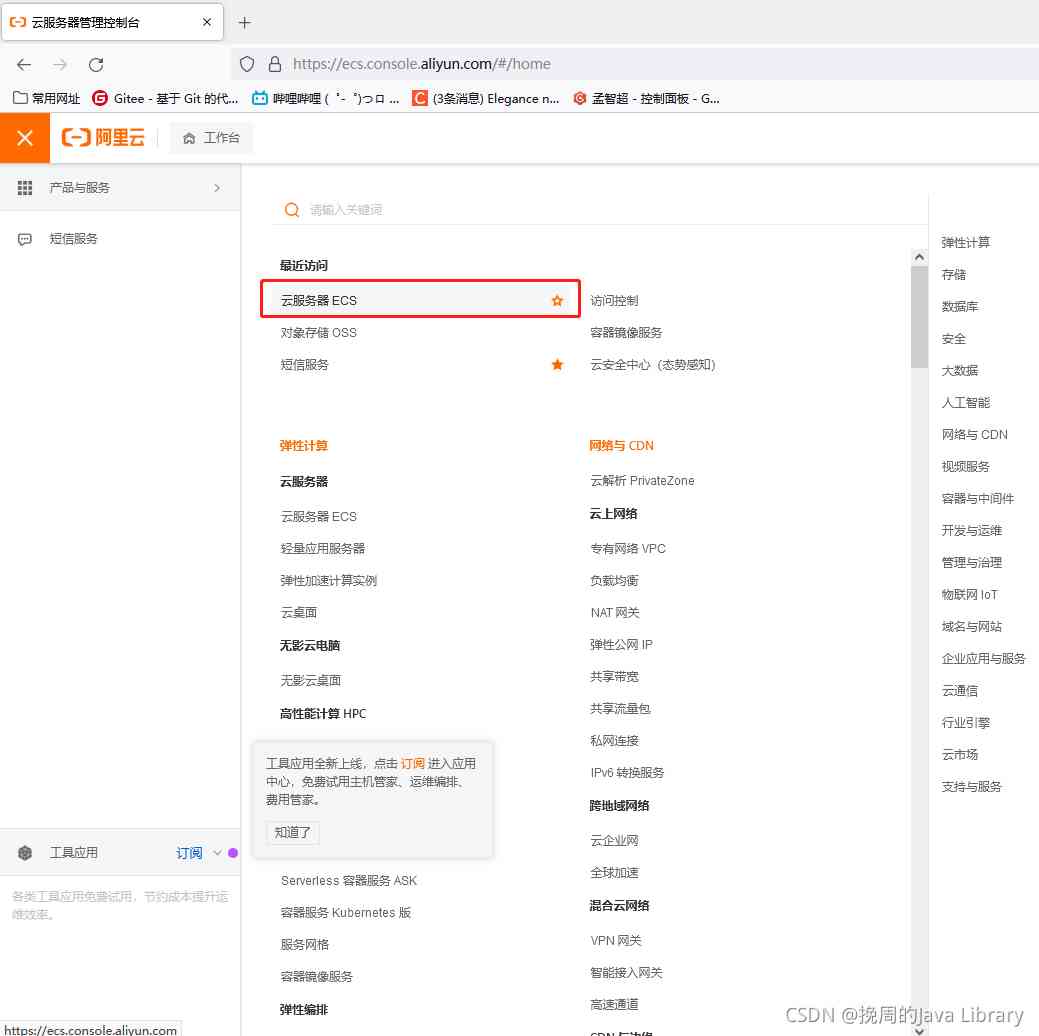 云服务器管理控制台
https://ecs.console.aliyun.com/#/home
常用网址 Gitee - 基于 Git 的代... 哔哩哔哩 ( ゜- ゜)つロ ... (3条消息) Elegance n... 孟智超 - 控制面板 - G...
阿里云 工作台
产品与服务
短信服务
请输入关键词
最近访问
云服务器 ECS 访问控制
对象存储 OSS 容器镜像服务
短信服务 云安全中心（态势感知）
弹性计算
云服务器
云服务器 ECS
轻量应用服务器
弹性加速计算实例
云桌面
无影云电脑
无影云桌面
高性能计算 HPC
工具应用全新上线，点击 订阅 进入应用
中心，免费试用主机管家、运维编排、
费用管家。
知道了
Serverless 容器服务 ASK
容器服务 Kubernetes 版
服务网格
容器镜像服务
弹性编排
网络与 CDN
云解析 PrivateZone
云上网络
专有网络 VPC
负载均衡
NAT 网关
弹性公网 IP
共享带宽
共享流量包
私网连接
IPv6 转换服务
跨地域网络
云企业网
全球加速
混合云网络
VPN 网关
智能接入网关
高速通道
CDN 与边缘
弹性计算
存储
数据库
安全
大数据
人工智能
网络与 CDN
视频服务
容器与中间件
开发与运维
管理与治理
物联网 IoT
域名与网站
企业应用与服务
云通信
行业引擎
云市场
支持与服务
工具应用 订阅
各类工具应用免费试用，节约成本提升运
维效率。
https://ecs.console.aliyun.com
CSDN @挽周的Java Library